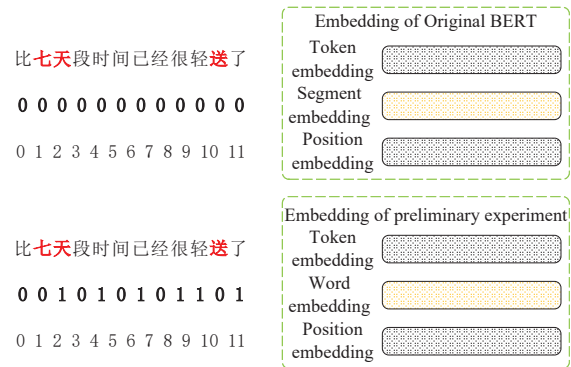 Embedding of Original BERT
比七天段时间已经很轻送了
Token
embedding
0 0 0 0 0 0 0 0 0 0 0 0
Segment
embedding
0 1 2 3 4 5 6 7 8 9 10 11
Position
embedding
Embedding of preliminary experiment
比七天段时间已经很轻送了
Token
embedding
0 0 1 0 1 0 1 0 1 1 0 1
Word
embedding
0 1 2 3 4 5 6 7 8 9 10 11
Position
embedding